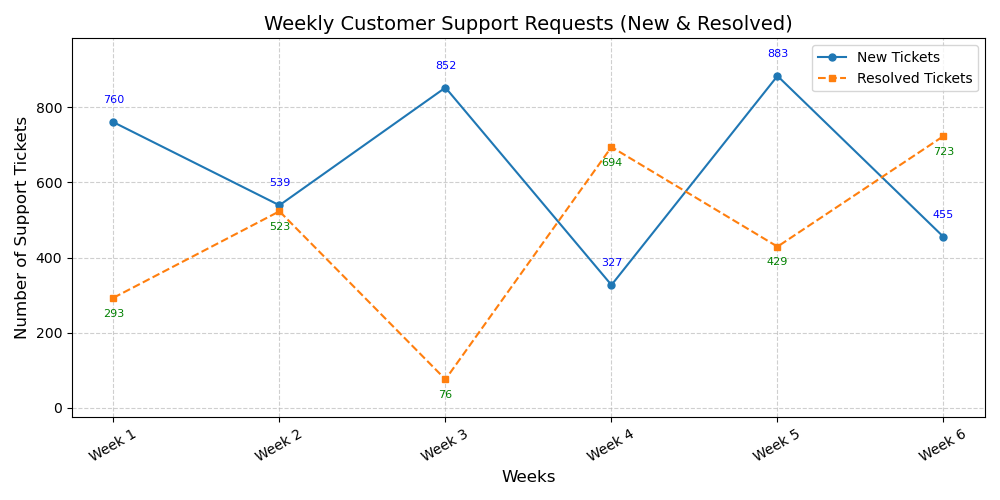 Weekly Customer Support Requests (New & Resolved)
New Tickets
Resolved Tickets
Number of Support Tickets
800
600
400
200
0
760
539
852
327
883
455
293
523
76
694
429
723
Week 1
Week 2
Week 3
Week 4
Week 5
Week 6
Weeks